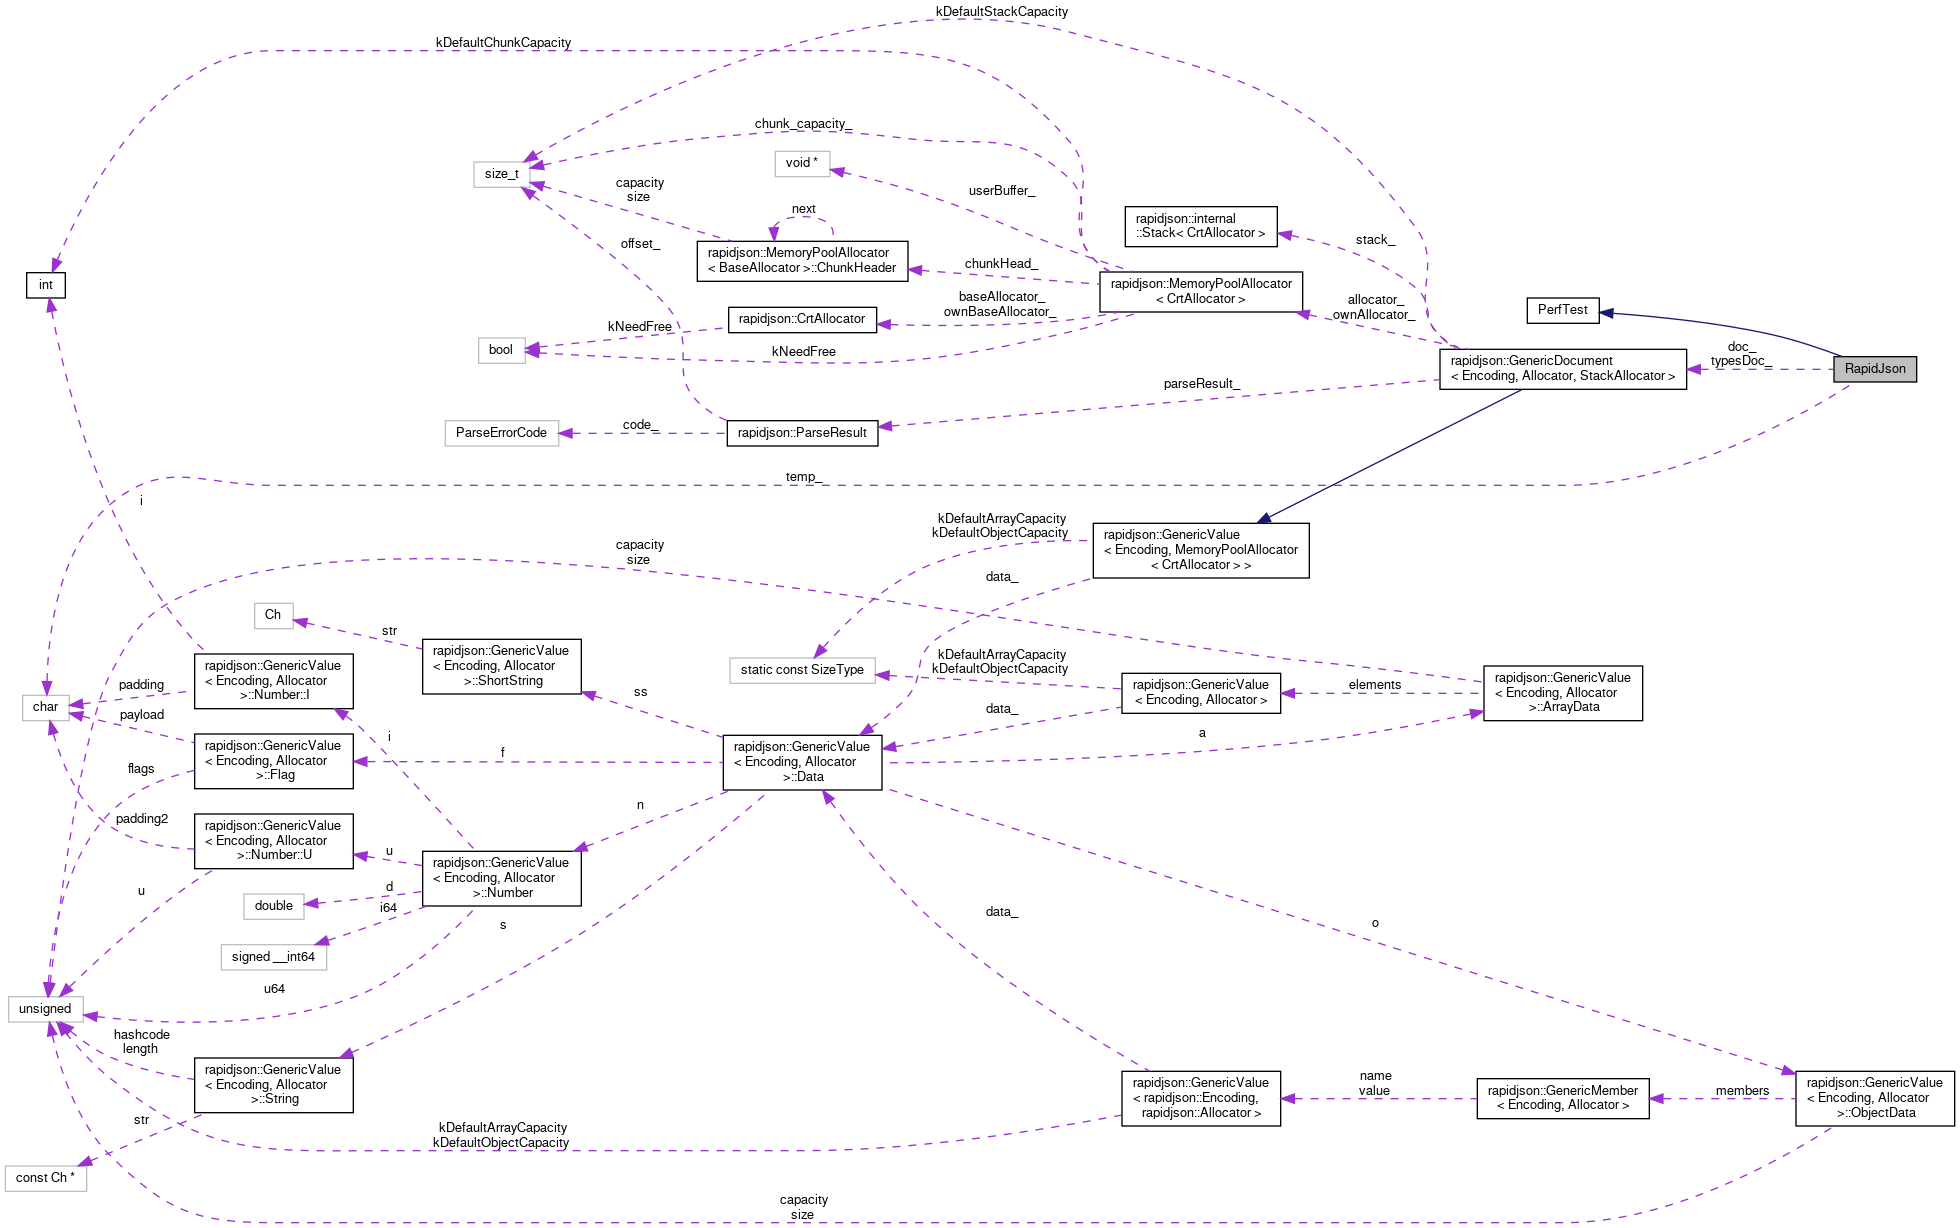 kDefaultStackCapacity
kDefaultChunkCapacity
chunk_capacity_
void *
size_t
capacity
size
userBuffer_
next
rapidjson::internal
::Stack< CrtAllocator >
stack_
offset_
rapidjson::MemoryPoolAllocator
< BaseAllocator >::ChunkHeader
chunkHead_
int
rapidjson::MemoryPoolAllocator
< CrtAllocator >
baseAllocator_
ownBaseAllocator_
allocator_
ownAllocator_
PerfTest
rapidjson::CrtAllocator
kNeedFree
bool
kNeedFree
rapidjson::GenericDocument
< Encoding, Allocator, StackAllocator >
doc_
typesDoc_
RapidJson
parseResult_
ParseErrorCode
code_
rapidjson::ParseResult
temp_
i
kDefaultArrayCapacity
kDefaultObjectCapacity
rapidjson::GenericValue
< Encoding, MemoryPoolAllocator
< CrtAllocator > >
capacity
size
data_
Ch
str
rapidjson::GenericValue
< Encoding, Allocator
>::ShortString
rapidjson::GenericValue
< Encoding, Allocator
>::Number::I
padding
static const SizeType
kDefaultArrayCapacity
kDefaultObjectCapacity
rapidjson::GenericValue
< Encoding, Allocator >
elements
rapidjson::GenericValue
< Encoding, Allocator
>::ArrayData
ss
char
payload
data_
a
rapidjson::GenericValue
< Encoding, Allocator
>::Flag
flags
i
f
rapidjson::GenericValue
< Encoding, Allocator
>::Data
n
padding2
rapidjson::GenericValue
< Encoding, Allocator
>::Number::U
u
rapidjson::GenericValue
< Encoding, Allocator
>::Number
u
d
double
i64
signed __int64
s
data_
o
u64
unsigned
hashcode
length
rapidjson::GenericValue
< Encoding, Allocator
>::String
str
const Ch *
rapidjson::GenericValue
< rapidjson::Encoding,
rapidjson::Allocator >
name
value
rapidjson::GenericMember
< Encoding, Allocator >
members
rapidjson::GenericValue
< Encoding, Allocator
>::ObjectData
kDefaultArrayCapacity
kDefaultObjectCapacity
capacity
size